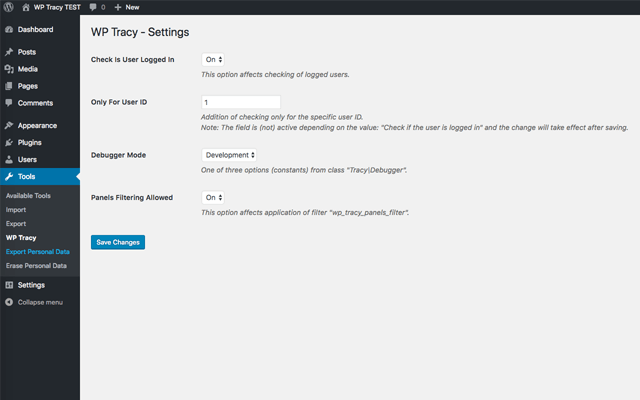 WP Tracy TEST 0 New
Dashboard
Posts
Media
Pages
Comments
Appearance
Plugins
Users
Tools
Available Tools
Import
Export
WP Tracy
Export Personal Data
Erase Personal Data
Settings
Collapse menu
WP Tracy - Settings
Check Is User Logged In On
This option affects checking of logged users.
Only For User ID 1
Addition of checking only for the specific user ID.
Note: The field is (not) active depending on the value: "Check if the user is logged in" and the change will take effect after saving.
Debugger Mode Development
One of three options (constants) from class "Tracy\Debugger".
Panels Filtering Allowed On
This option affects application of filter "wp_tracy_panels_filter".
Save Changes